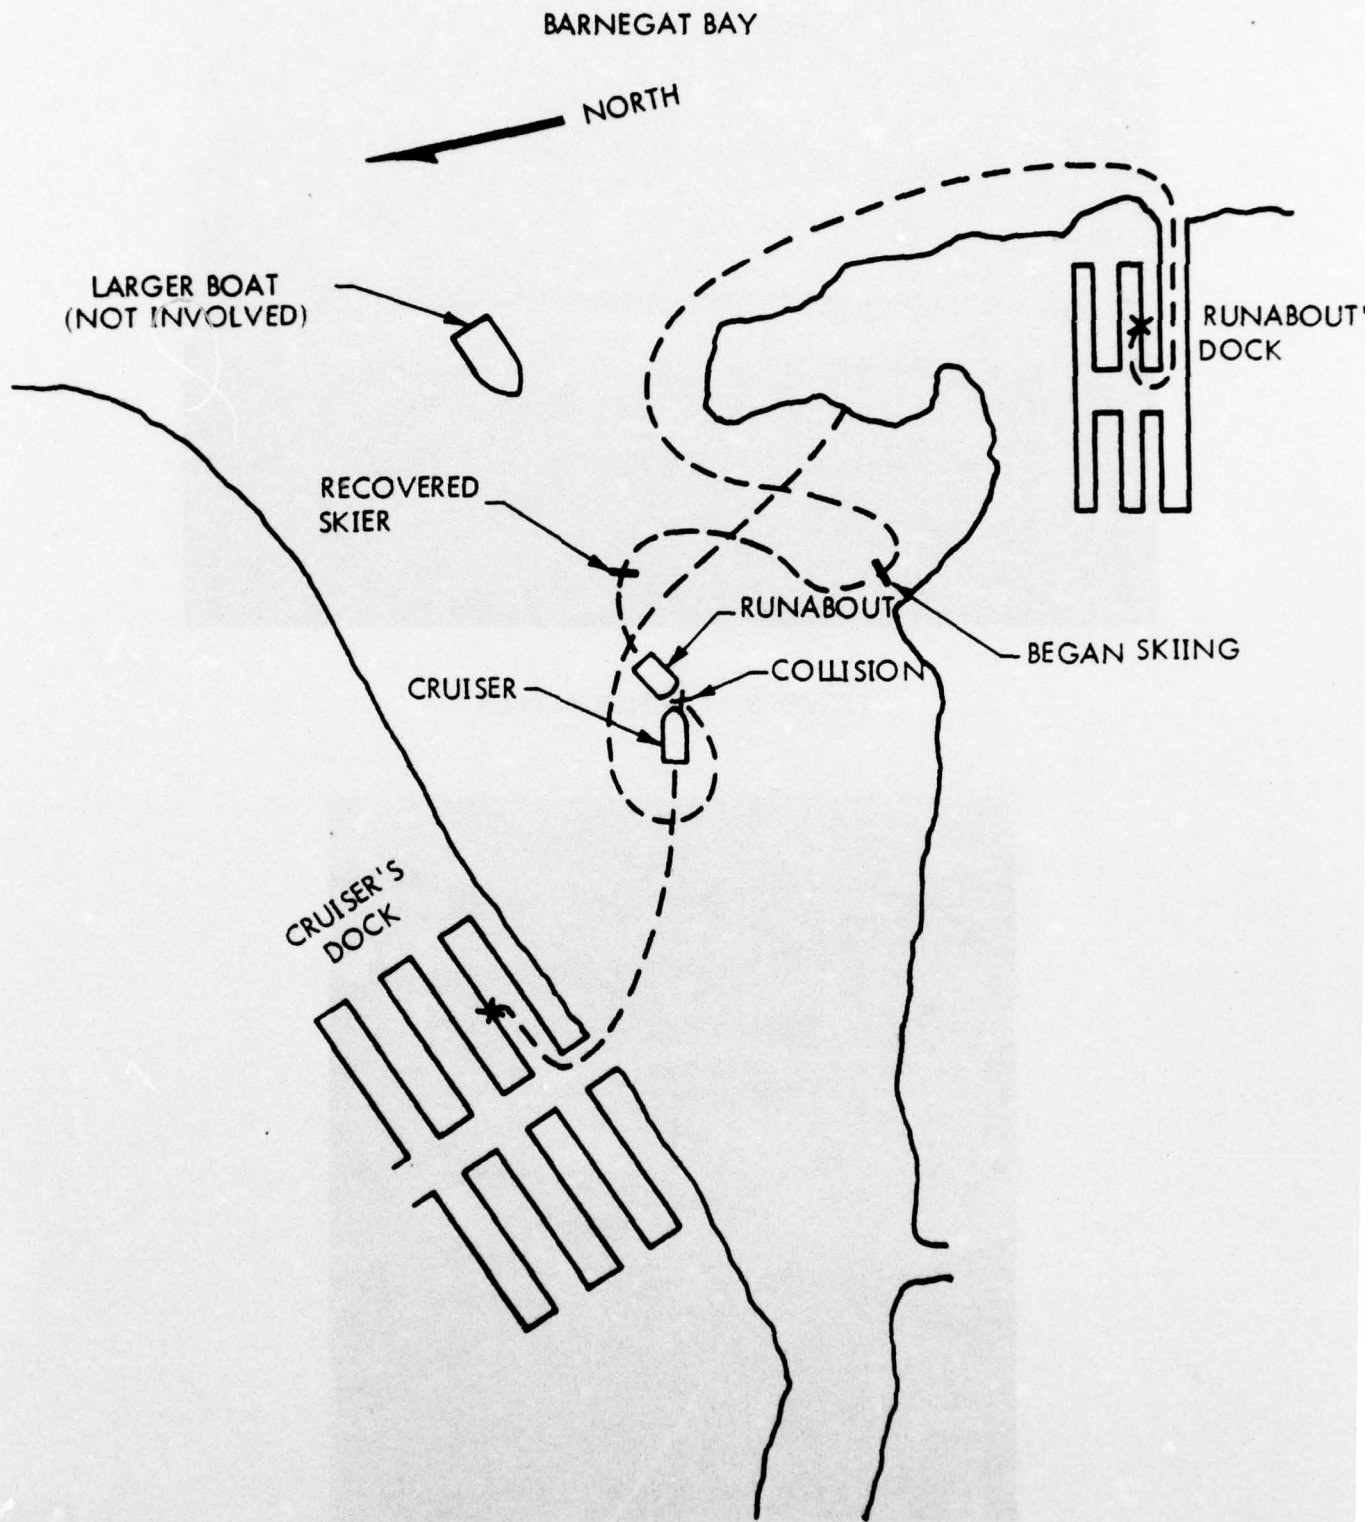 BARNEGAT BAY
NORTH
LARGER BOAT
(NOT INVOLVED)
RUNABOUT'
DOCK
RECOVERED
SKIER
RUNABOUT
BEGAN SKIING
COLLISION
CRUISER
CRUISER'S
DOCK